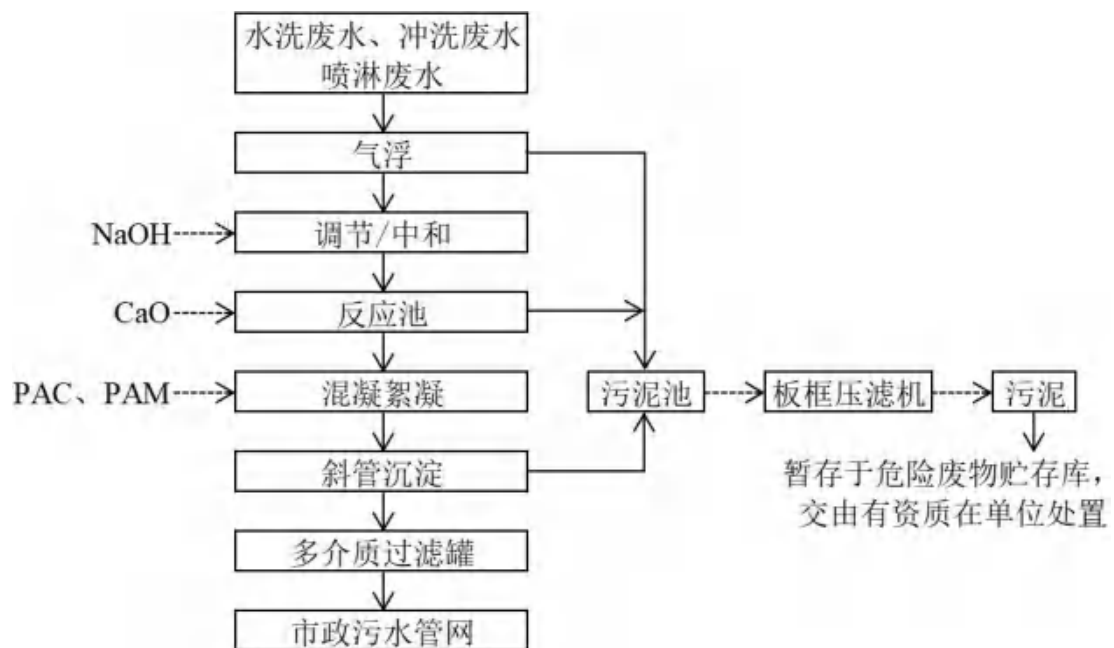 水洗废水、冲洗废水
喷淋废水
气浮
NaOH
调节/中和
CaO
反应池
PAC、PAM
混凝絮凝
污泥池
板框压滤机
污泥
斜管沉淀
暂存于危险废物贮存库，
交由有资质在单位处置
多介质过滤罐
市政污水管网